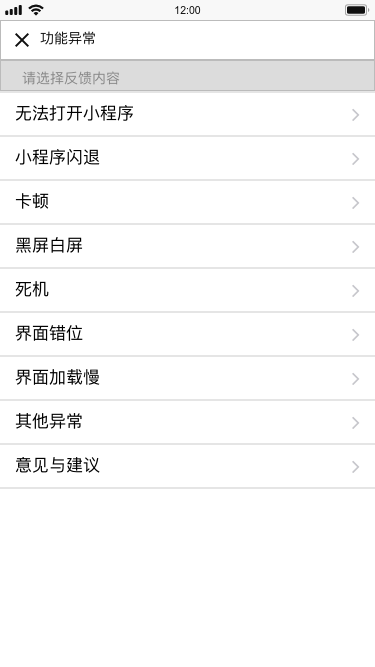 12:00
功能异常
请选择反馈内容
无法打开小程序
小程序闪退
卡顿
黑屏白屏
死机
界面错位
界面加载慢
其他异常
意见与建议